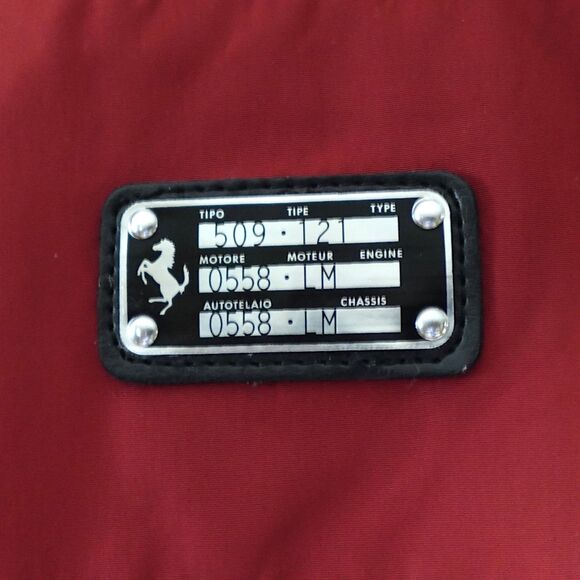 TIPO TIPE TYPE
509·121
MOTORE MOTEUR ENGINE
0558·LM
AUTOTELAIO CHASSIS
0558·LM